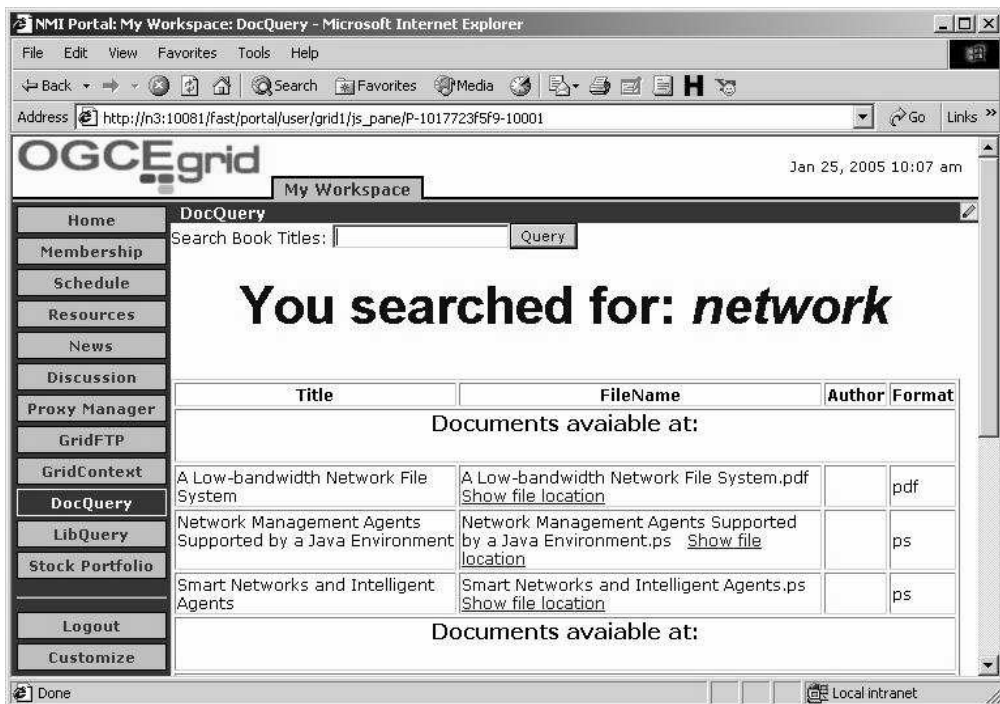 NMI Portal: My Workspace: DocQuery - Microsoft Internet Explorer
File Edit View Favorites Tools Help
Back Search Favorites Media H
Address http://n3:10081/fast/portal/user/grid1/js_pane/P-1017723f5f9-10001 Go Links »
OGCEgrid
Jan 25, 2005 10:07 am
My Workspace
Home
Membership
Schedule
Resources
News
Discussion
Proxy Manager
GridFTP
GridContext
DocQuery
LibQuery
Stock Portfolio
Logout
Customize
DocQuery
Search Book Titles: Query
You searched for: network
Title FileName Author Format
Documents avaiable at:
A Low-bandwidth Network File A Low-bandwidth Network File System.pdf pdf
System Show file location
Network Management Agents Network Management Agents Supported
Supported by a Java Environment by a Java Environment.ps Show file ps
location
Smart Networks and Intelligent Smart Networks and Intelligent Agents.ps ps
Agents Show file location
Documents avaiable at:
Done Local intranet